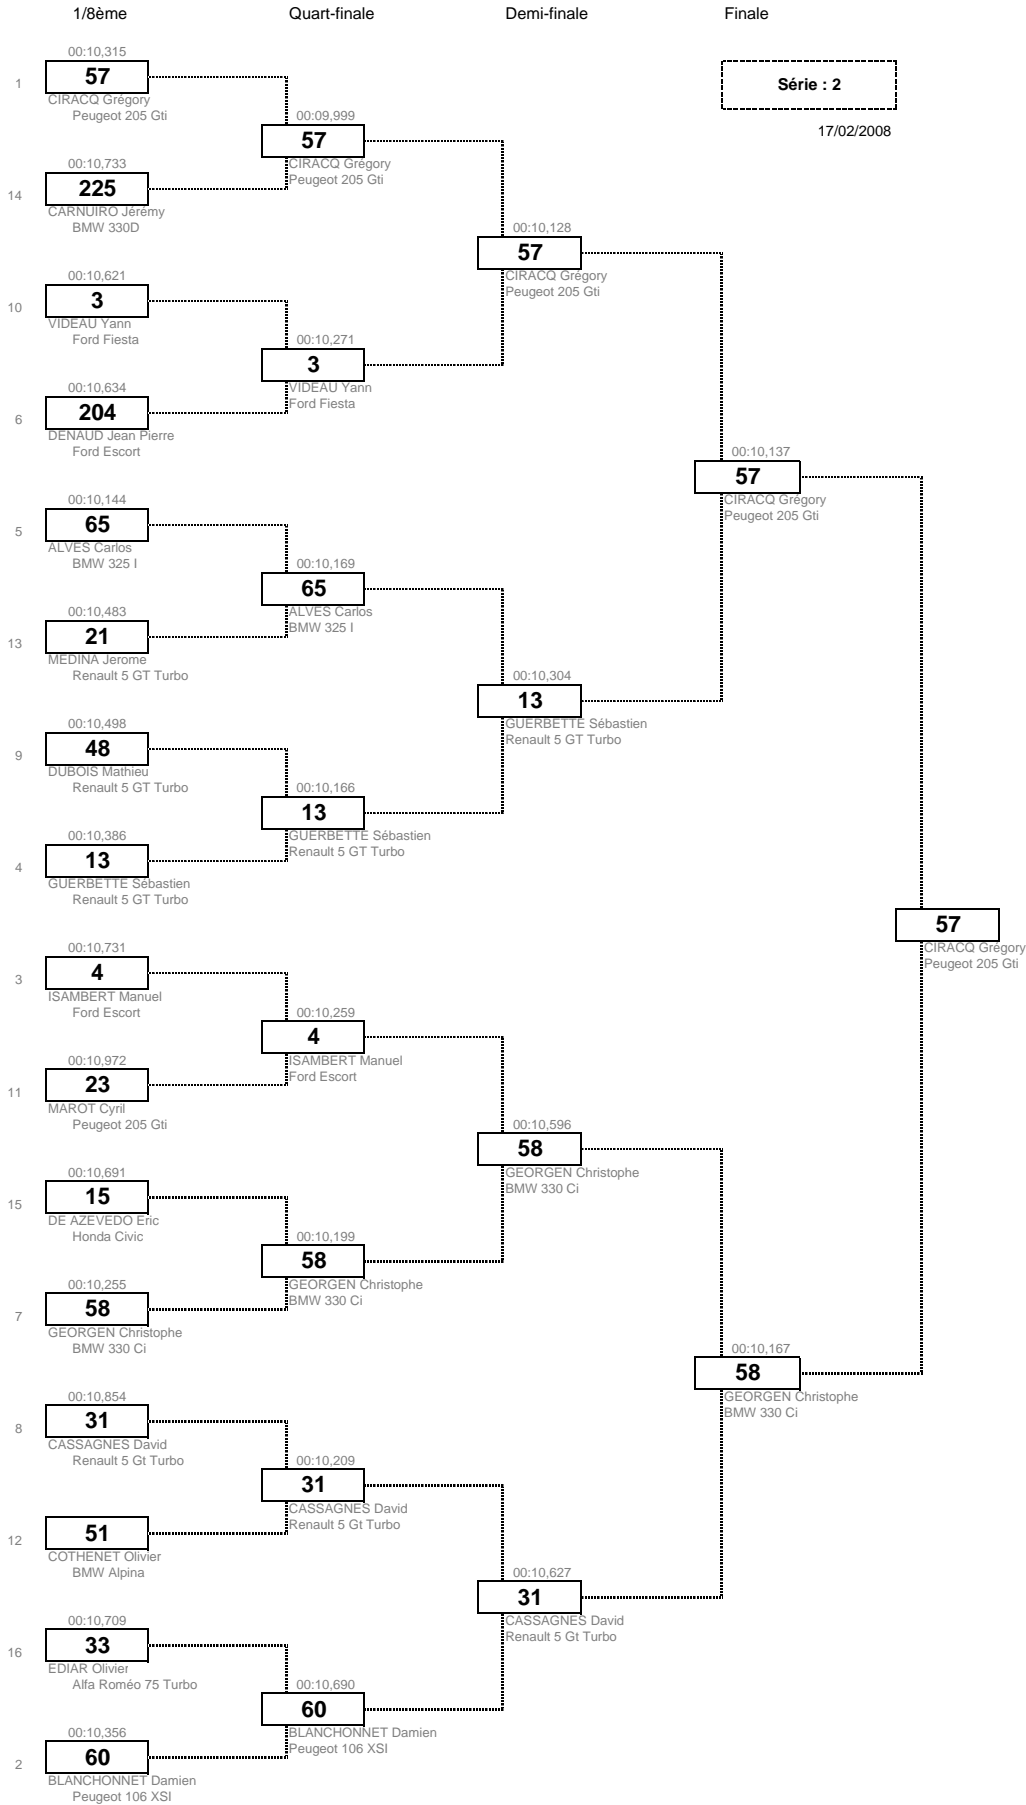 1/8ème
Quart-finale
Demi-finale
Finale
Série : 2
17/02/2008
00:10,315
1
57
CIRACQ Grégory
Peugeot 205 Gti
00:10,733
14
225
CARNUIRO Jérémy
BMW 330D
00:10,621
10
3
VIDEAU Yann
Ford Fiesta
00:10,634
6
204
DENAUD Jean Pierre
Ford Escort
00:10,144
5
65
ALVES Carlos
BMW 325 I
00:10,483
13
21
MEDINA Jerome
Renault 5 GT Turbo
00:10,498
9
48
DUBOIS Mathieu
Renault 5 GT Turbo
00:10,386
4
13
GUERBETTE Sébastien
Renault 5 GT Turbo
00:10,731
3
4
ISAMBERT Manuel
Ford Escort
00:10,972
11
23
MAROT Cyril
Peugeot 205 Gti
00:10,691
15
15
DE AZEVEDO Eric
Honda Civic
00:10,255
7
58
GEORGEN Christophe
BMW 330 Ci
00:10,854
8
31
CASSAGNES David
Renault 5 Gt Turbo
12
51
COTHENET Olivier
BMW Alpina
00:10,709
16
33
EDIAR Olivier
Alfa Roméo 75 Turbo
00:10,356
2
60
BLANCHONNET Damien
Peugeot 106 XSI
00:09,999
57
CIRACQ Grégory
Peugeot 205 Gti
00:10,271
3
VIDEAU Yann
Ford Fiesta
00:10,169
65
ALVES Carlos
BMW 325 I
00:10,166
13
GUERBETTE Sébastien
Renault 5 GT Turbo
00:10,259
4
ISAMBERT Manuel
Ford Escort
00:10,199
58
GEORGEN Christophe
BMW 330 Ci
00:10,209
31
CASSAGNES David
Renault 5 Gt Turbo
00:10,690
60
BLANCHONNET Damien
Peugeot 106 XSI
00:10,128
57
CIRACQ Grégory
Peugeot 205 Gti
00:10,304
13
GUERBETTE Sébastien
Renault 5 GT Turbo
00:10,596
58
GEORGEN Christophe
BMW 330 Ci
00:10,627
31
CASSAGNES David
Renault 5 Gt Turbo
00:10,137
57
CIRACQ Grégory
Peugeot 205 Gti
00:10,167
58
GEORGEN Christophe
BMW 330 Ci
57
CIRACQ Grégory
Peugeot 205 Gti